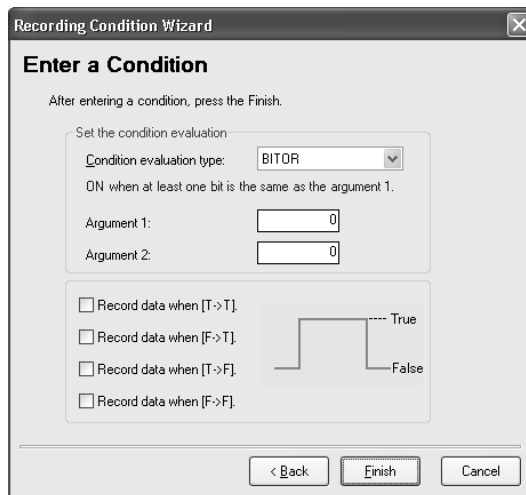 Recording Condition Wizard
Enter a Condition
After entering a condition, press the Finish.
Set the condition evaluation
Condition evaluation type: BITOR
ON when at least one bit is the same as the argument 1.
Argument 1: 0
Argument 2: 0
Record data when [T->T].
Record data when [F->T].
Record data when [T->F].
Record data when [F->F].
True
False
< Back Finish Cancel